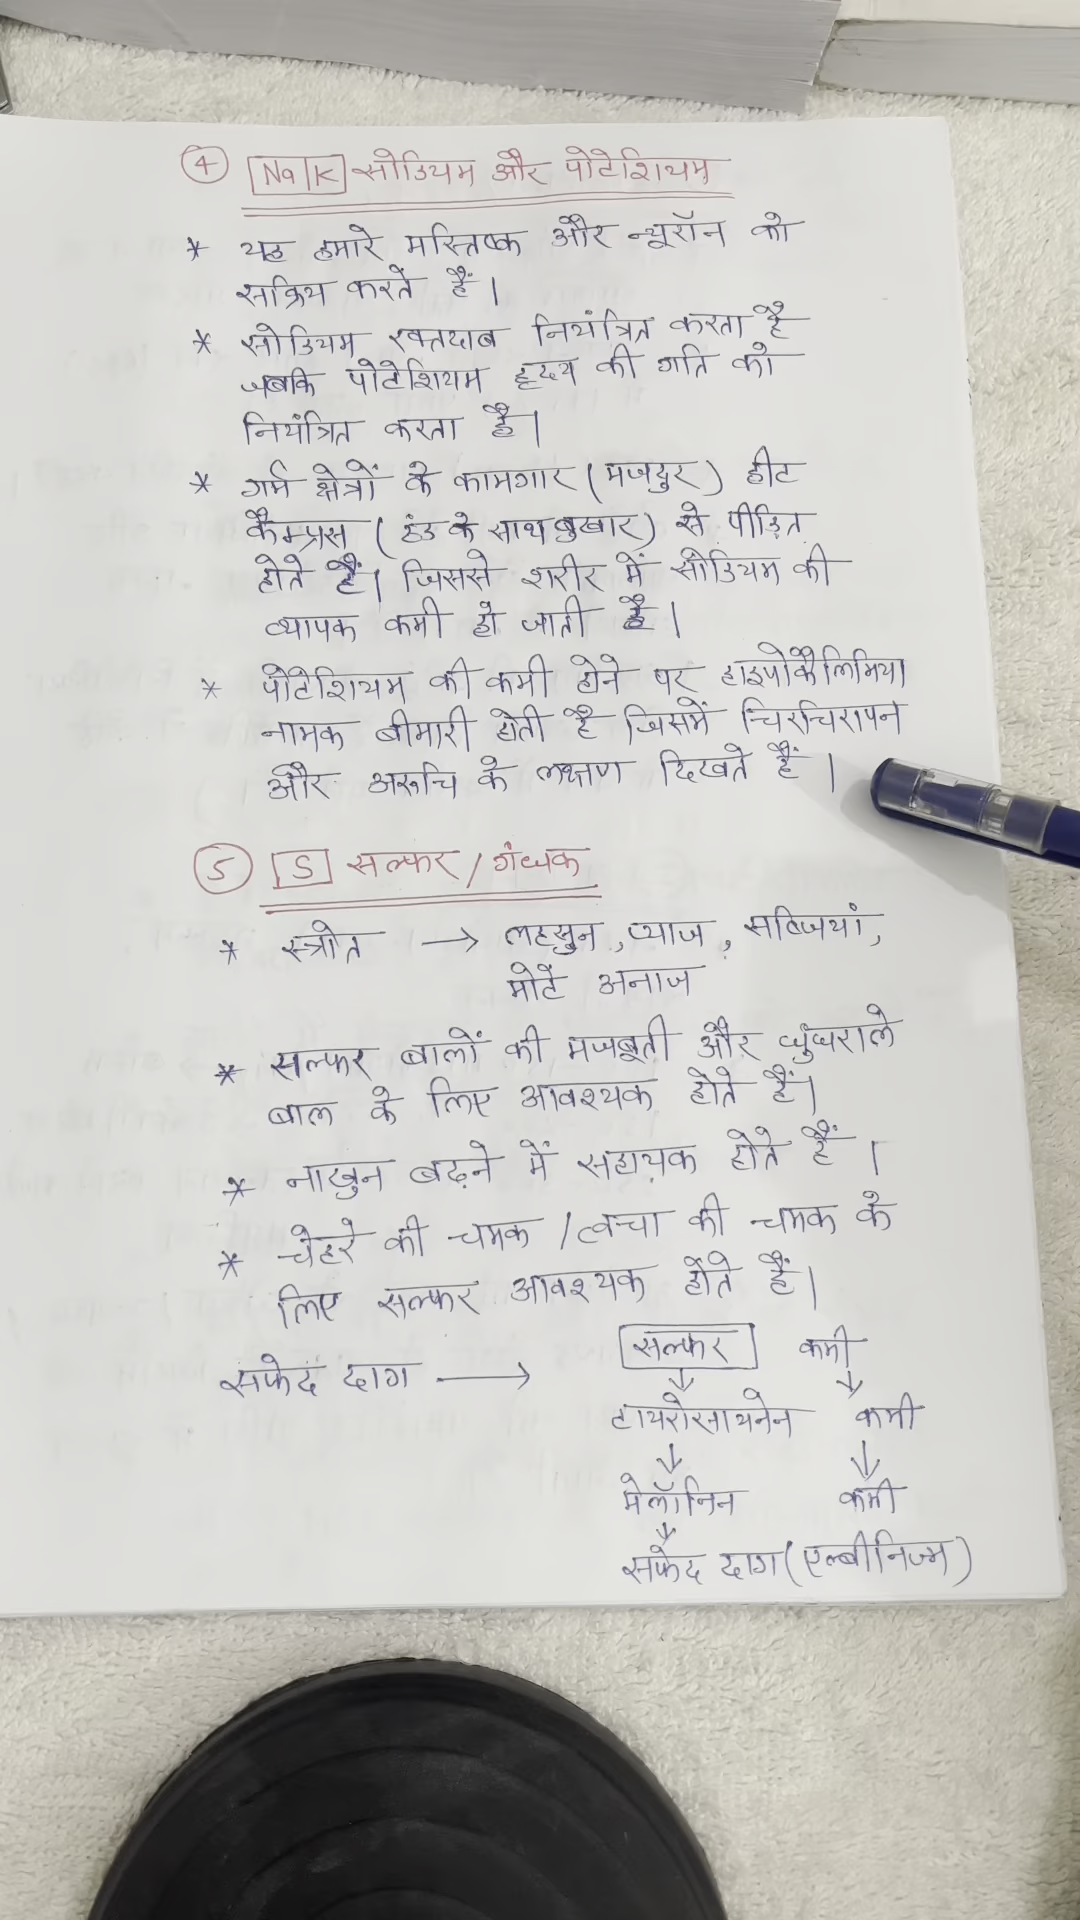 ④ Na|K सोडियम और पोटेशियम
* यह हमारे मस्तिष्क और न्यूरॉन को
सक्रिय करते हैं |
* सोडियम रक्तदाब नियंत्रित करता है
जबकि पोटेशियम हृदय की गति को
नियंत्रित करता है |
* गर्म क्षेत्रों के कामगार (मजदुर) हीट
कैम्प्रस (ठंड के साथ बुखार) से पीड़ित
होते हैं | जिससे शरीर में सोडियम की
व्यापक कमी हो जाती है |
* पोटेशियम की कमी होने पर हाइपोकैलिमिया
नामक बीमारी होती है जिसमें चिरचिरापन
और अरुचि के लक्षण दिखते हैं |
⑤ S सल्फर / गंधक
* स्त्रोत → लहसुन, प्याज, सब्जियां,
मोटें अनाज
* सल्फर बालों की मजबूती और घुंघराले
बाल के लिए आवश्यक होते हैं |
* नाखुन बढ़ने में सहायक होते हैं |
* चेहरे की चमक / त्वचा की चमक के
लिए सल्फर आवश्यक होते हैं |
सफेद दाग → सल्फर कमी
↓ ↓
टायरोसायनेन कमी
↓ ↓
मेलॉनिन कमी
↓
सफेद दाग (एल्बीनिज्म)